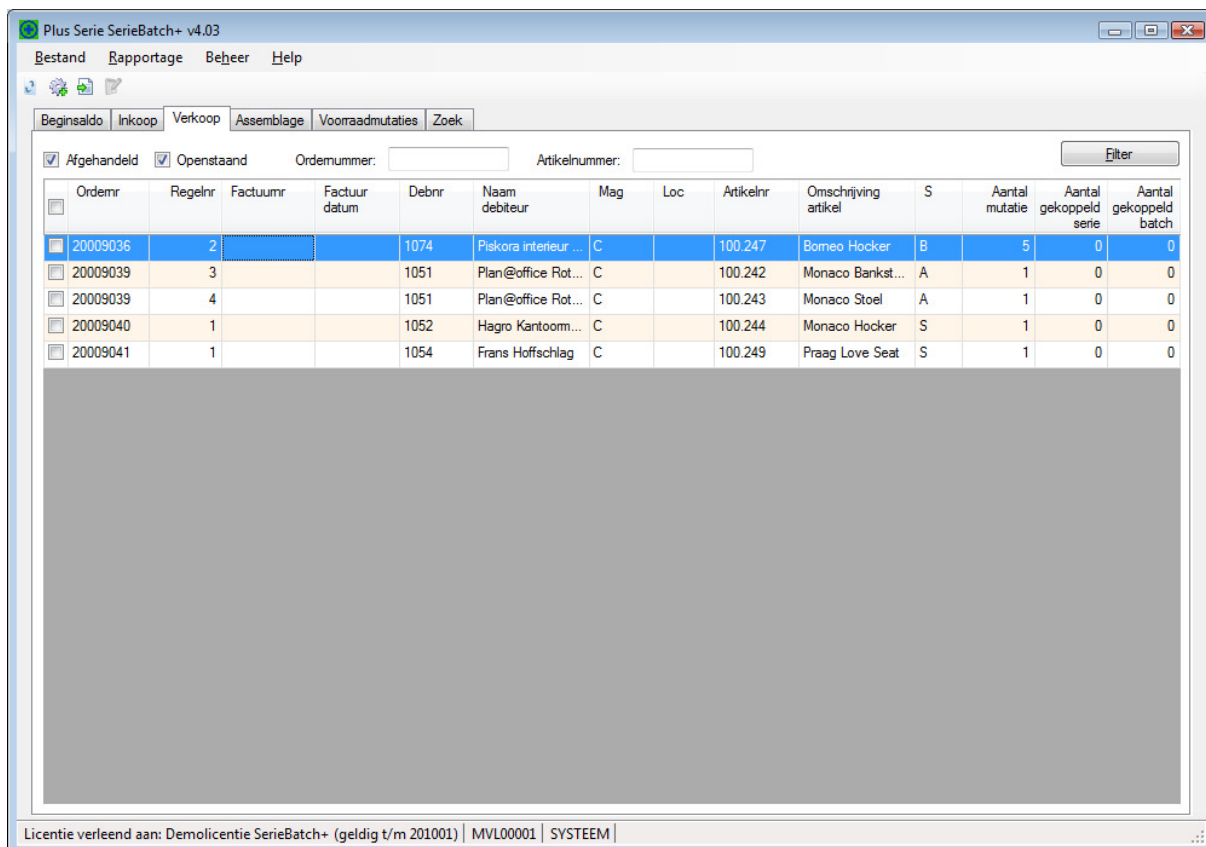 Plus Serie SerieBatch+ v4.03
Bestand Rapportage Beheer Help
Beginsaldo Inkoop Verkoop Assemblage Voorraadmutaties Zoek
Afgehandeld Openstaand Ordernummer: Artikelnummer: Filter
Ordernr Regelnr Factuurnr Factuur datum Debnr Naam debiteur Mag Loc Artikelnr Omschrijving artikel S Aantal mutatie Aantal gekoppeld serie Aantal gekoppeld batch
20009036 2 1074 Piskora interieur ... C 100.247 Borneo Hocker B 5 0 0
20009039 3 1051 Plan@office Rot... C 100.242 Monaco Bankst... A 1 0 0
20009039 4 1051 Plan@office Rot... C 100.243 Monaco Stoel A 1 0 0
20009040 1 1052 Hagro Kantoorm... C 100.244 Monaco Hocker S 1 0 0
20009041 1 1054 Frans Hoffschlag C 100.249 Praag Love Seat S 1 0 0
Licentie verleend aan: Demolicentie SerieBatch+ (geldig t/m 201001) MVL00001 SYSTEEM